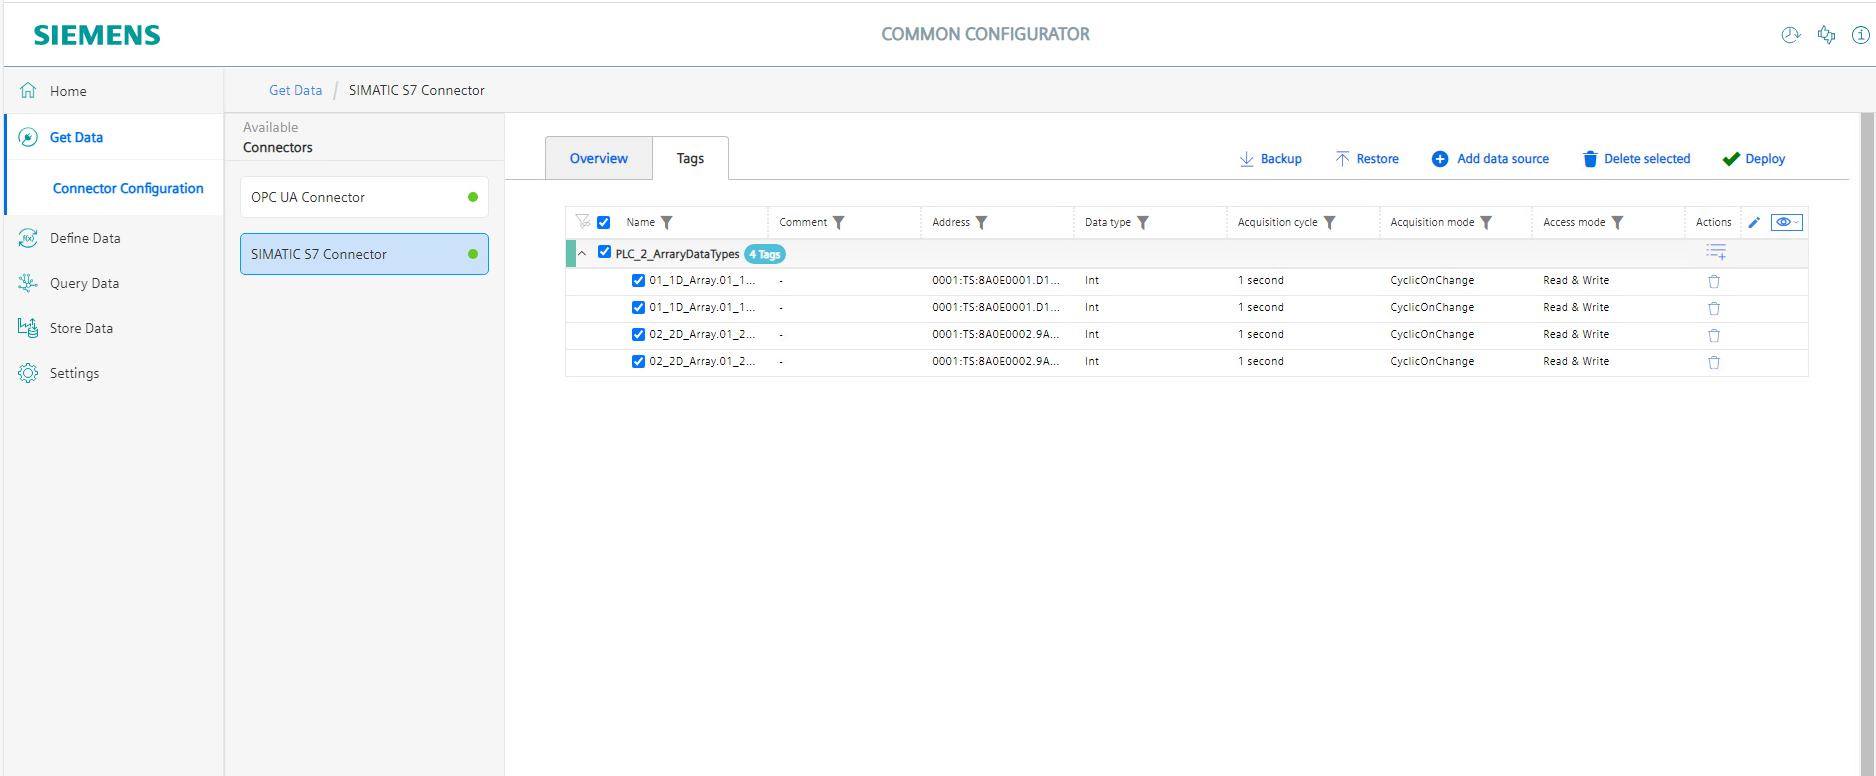 SIEMENS
COMMON CONFIGURATOR
Home
Get Data
Connector Configuration
Define Data
Query Data
Store Data
Settings
Get Data / SIMATIC S7 Connector
Available
Connectors
OPC UA Connector
SIMATIC S7 Connector
Overview Tags Backup Restore Add data source Delete selected Deploy
Name Comment Address Data type Acquisition cycle Acquisition mode Access mode Actions
PLC_2_ArraryDataTypes 4 Tags
01_1D_Array.01_1... - 0001:TS:8A0E0001.D1... Int 1 second CyclicOnChange Read & Write
01_1D_Array.01_1... - 0001:TS:8A0E0001.D1... Int 1 second CyclicOnChange Read & Write
02_2D_Array.01_2... - 0001:TS:8A0E0002.9A... Int 1 second CyclicOnChange Read & Write
02_2D_Array.01_2... - 0001:TS:8A0E0002.9A... Int 1 second CyclicOnChange Read & Write